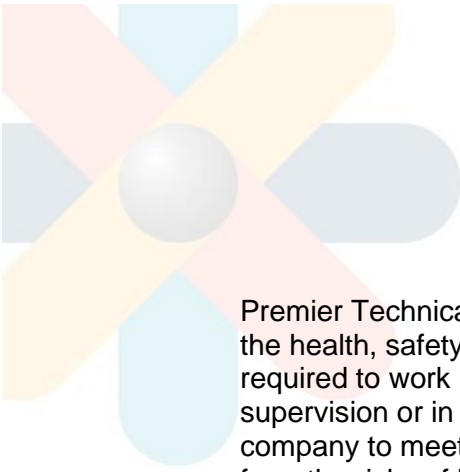 Premier Technica
the health, safety
required to work
supervision or in
company to meet